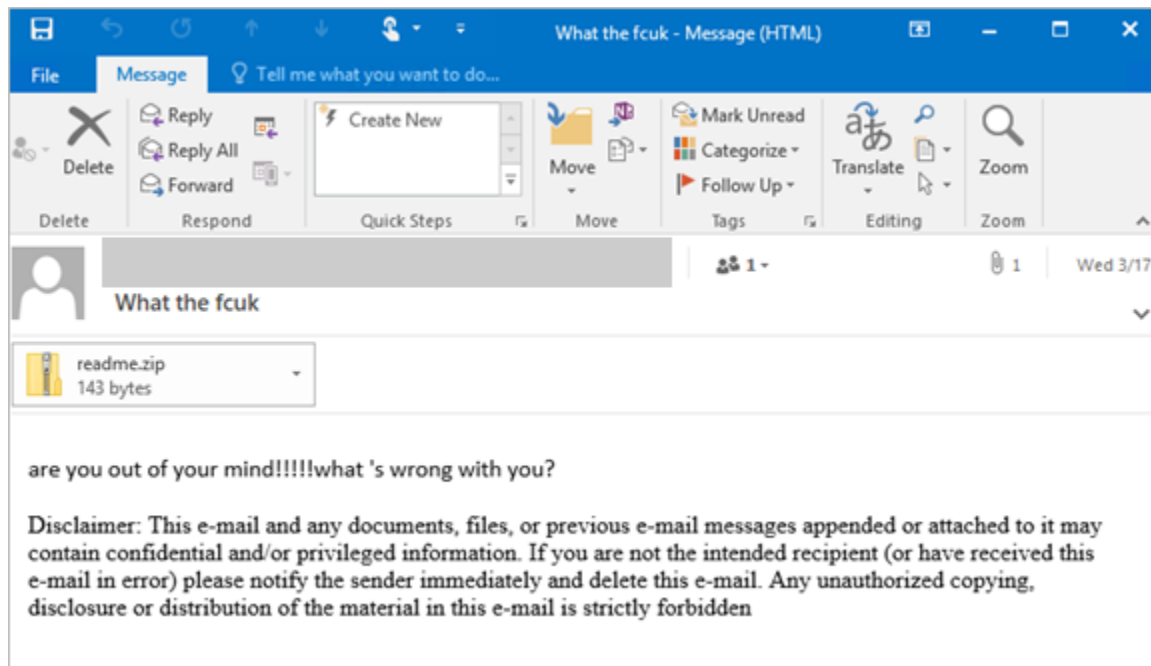 What the fcuk - Message (HTML)
File Message Tell me what you want to do...
Delete
Reply
Reply All
Forward
Create New
Move
Mark Unread
Categorize
Follow Up
Translate
Zoom
Delete Respond Quick Steps Move Tags Editing Zoom
1 1 Wed 3/17
What the fcuk
readme.zip
143 bytes
are you out of your mind!!!!!what 's wrong with you?
Disclaimer: This e-mail and any documents, files, or previous e-mail messages appended or attached to it may
contain confidential and/or privileged information. If you are not the intended recipient (or have received this
e-mail in error) please notify the sender immediately and delete this e-mail. Any unauthorized copying,
disclosure or distribution of the material in this e-mail is strictly forbidden